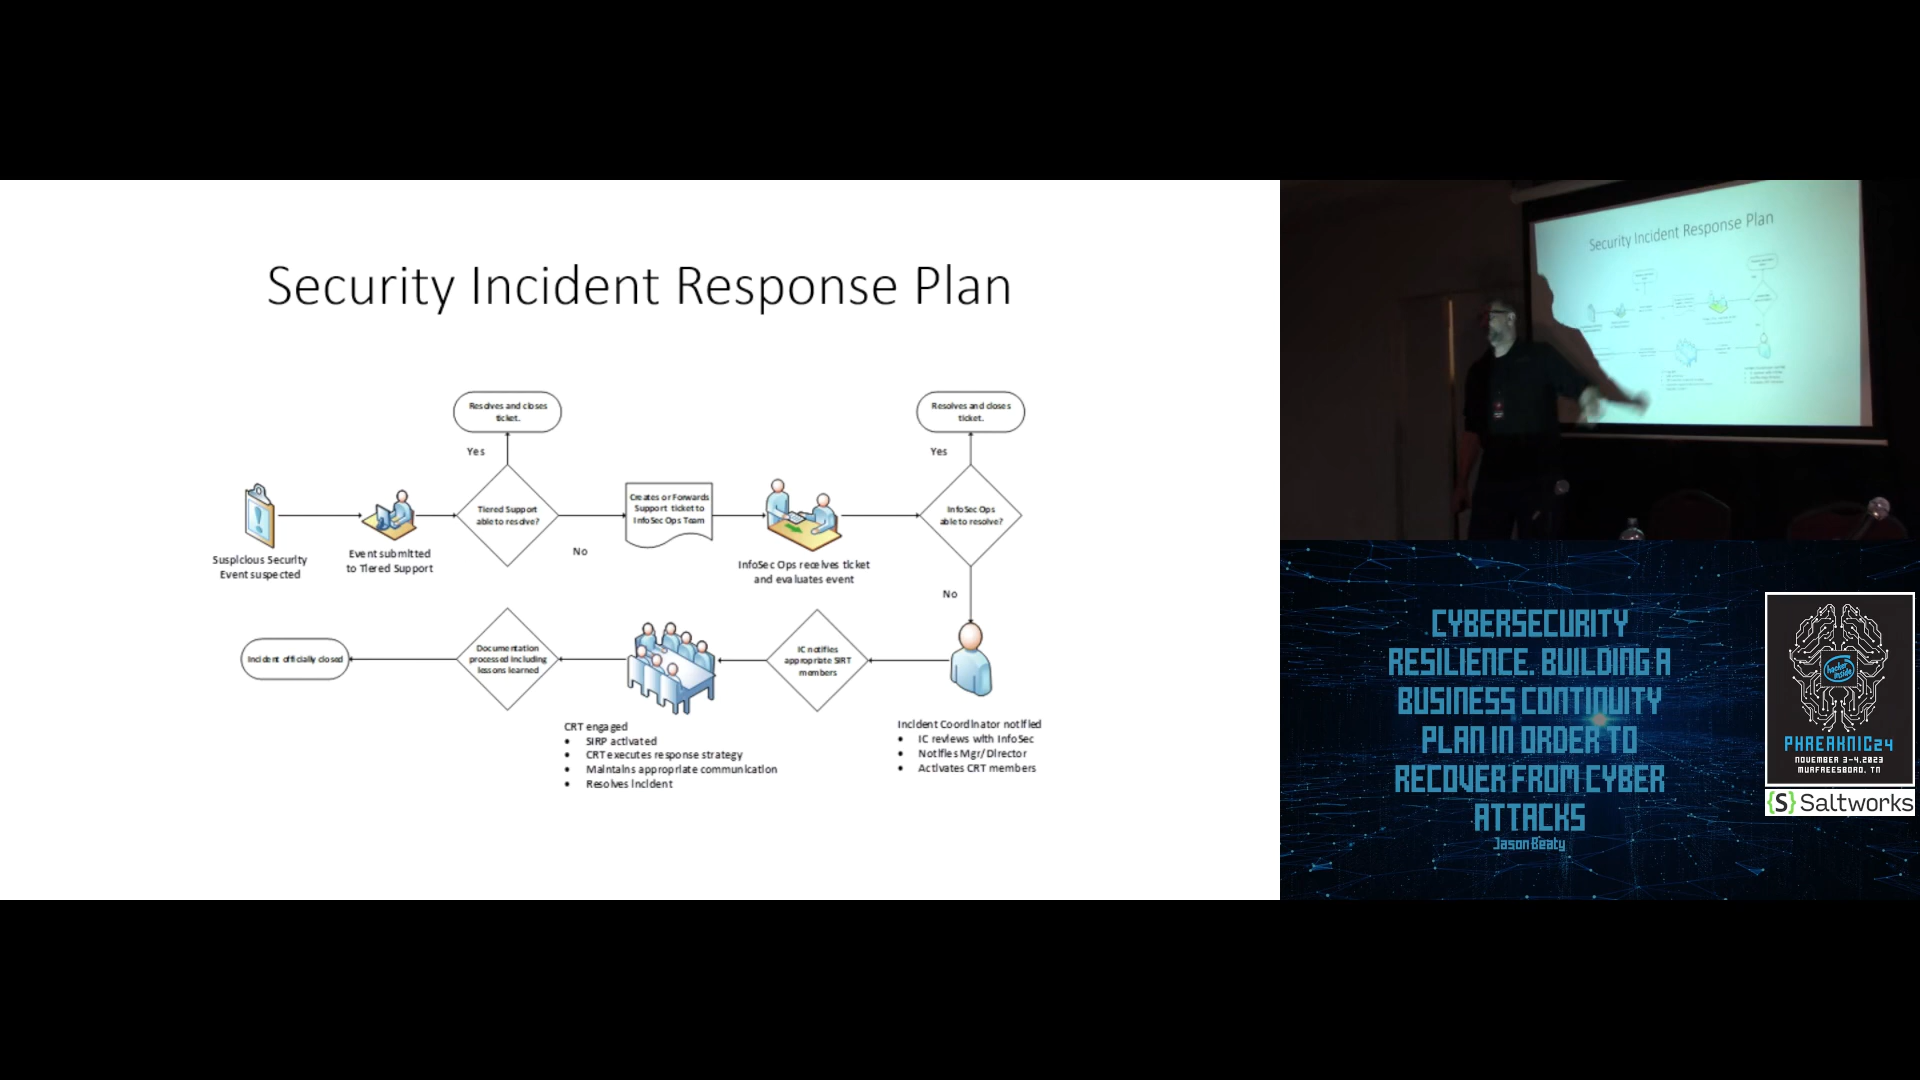 Security Incident Response Plan
Resolves and closes
ticket.
Resolves and closes
ticket.
Yes
Yes
Tiered Support
able to resolve?
Creates or Forwards
Support ticket to
InfoSec Ops Team
InfoSec Ops
able to resolve?
Suspicious Security
Event suspected
Event submitted
to Tiered Support
No
InfoSec Ops receives ticket
and evaluates event
No
Incident officially closed
Documentation
processed including
lessons learned
IC notifies
appropriate SIRT
members
CRT engaged
• SIRP activated
• CRT executes response strategy
• Maintains appropriate communication
• Resolves incident
Incident Coordinator notified
• IC reviews with InfoSec
• Notifies Mgr/Director
• Activates CRT members
Security Incident Response Plan
CYBERSECURITY
RESILIENCE. BUILDING A
BUSINESS CONTINUITY
PLAN IN ORDER TO
RECOVER FROM CYBER
ATTACKS
Jason Beaty
hacker
inside
PHREAKNIC24
NOVEMBER 3-4.2023
MURFREESBORO, TN
{S} Saltworks